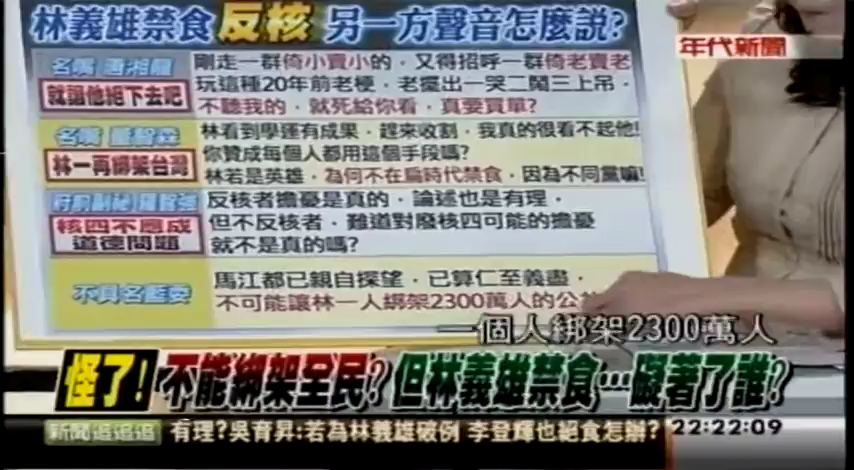 林義雄禁食 反核 另一方聲音怎麼說?
年代新聞
名嘴 唐湘龍
就讓他絕下去吧
剛走一群倚小賣小的，又得招呼一群倚老賣老
玩這種20年前老梗，老擺出一哭二鬧三上吊，
不聽我的，就死給你看，真要買單?
名嘴
林一再綁架台灣
林看到學運有成果，趕來收割，我真的很看不起他!
你贊成每個人都用這個手段嗎?
林若是英雄，為何不在扁時代禁食，因為不同黨嘛!
府前副秘 羅智強
核四不應成
道德問題
反核者擔憂是真的，論述也是有理，
但不反核者，難道對廢核四可能的擔憂
就不是真的嗎?
不具名藍委
馬江都已親自探望，已算仁至義盡，
不可能讓林一人綁架2300萬人的公
一個人綁架2300萬人
怪了! 不能綁架全民?但林義雄禁食…礙著了誰?
新聞追追追 有理?吳育昇:若為林義雄破例 李登輝也絕食怎辦? 22:22:09